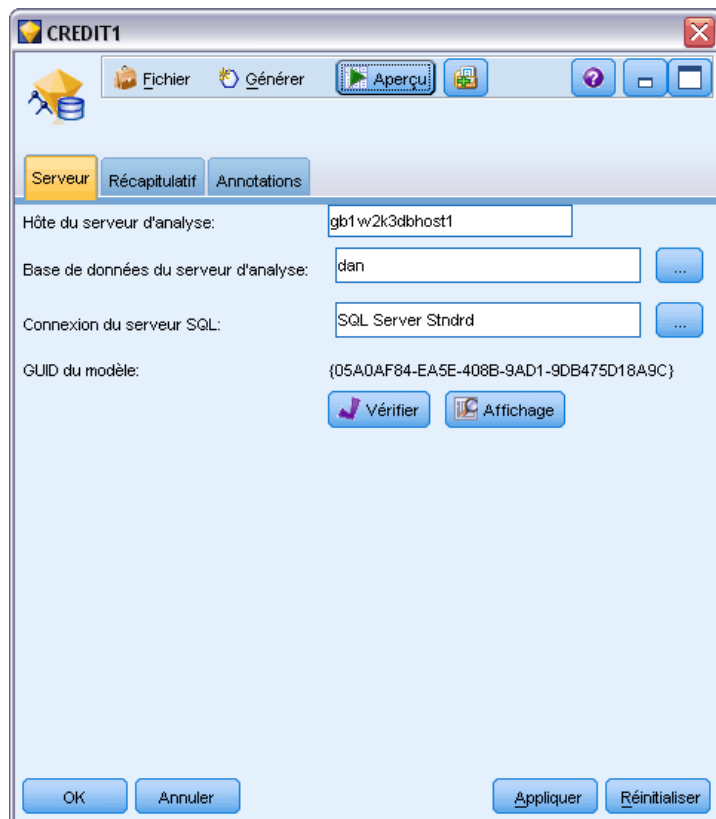 CREDIT1
Fichier Générer Aperçu
Serveur Récapitulatif Annotations
Hôte du serveur d'analyse: gb1w2k3dbhost1
Base de données du serveur d'analyse: dan ...
Connexion du serveur SQL: SQL Server Stndrd ...
GUID du modèle: {05A0AF84-EA5E-408B-9AD1-9DB475D18A9C}
Vérifier Affichage
OK Annuler Appliquer Réinitialiser